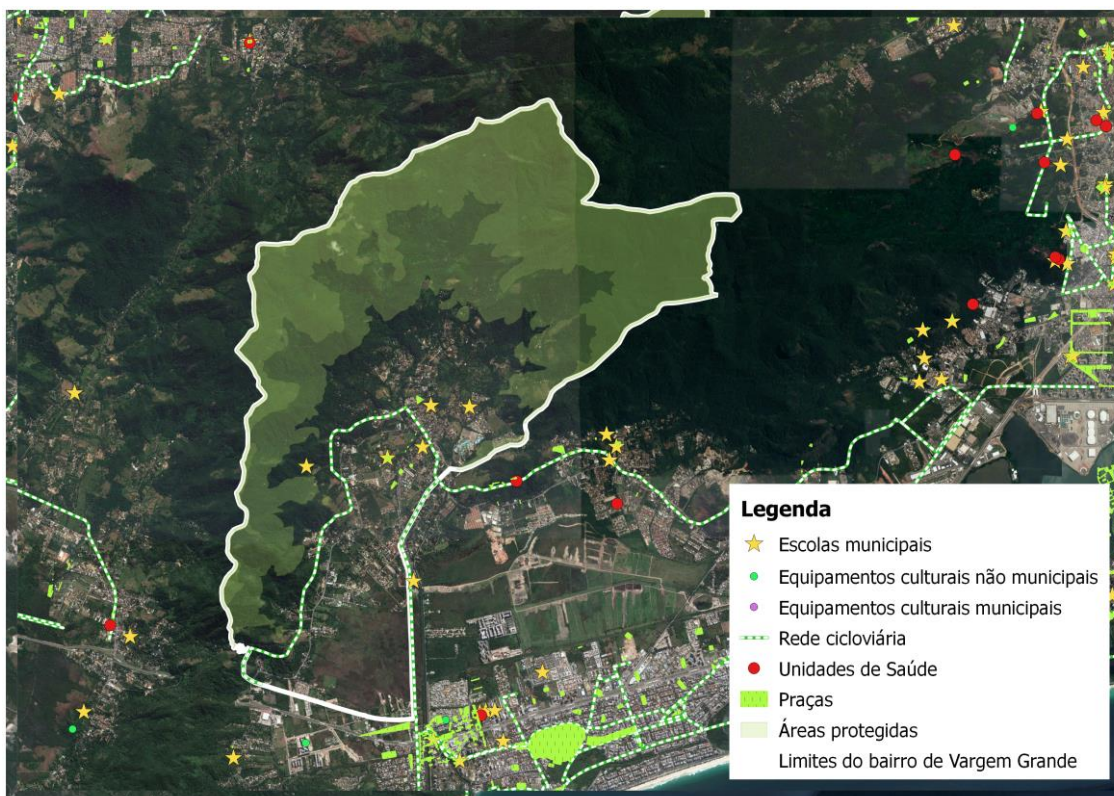 Legenda
Escolas municipais
Equipamentos culturais não municipais
Equipamentos culturais municipais
Rede cicloviária
Unidades de Saúde
Praças
Áreas protegidas
Limites do bairro de Vargem Grande